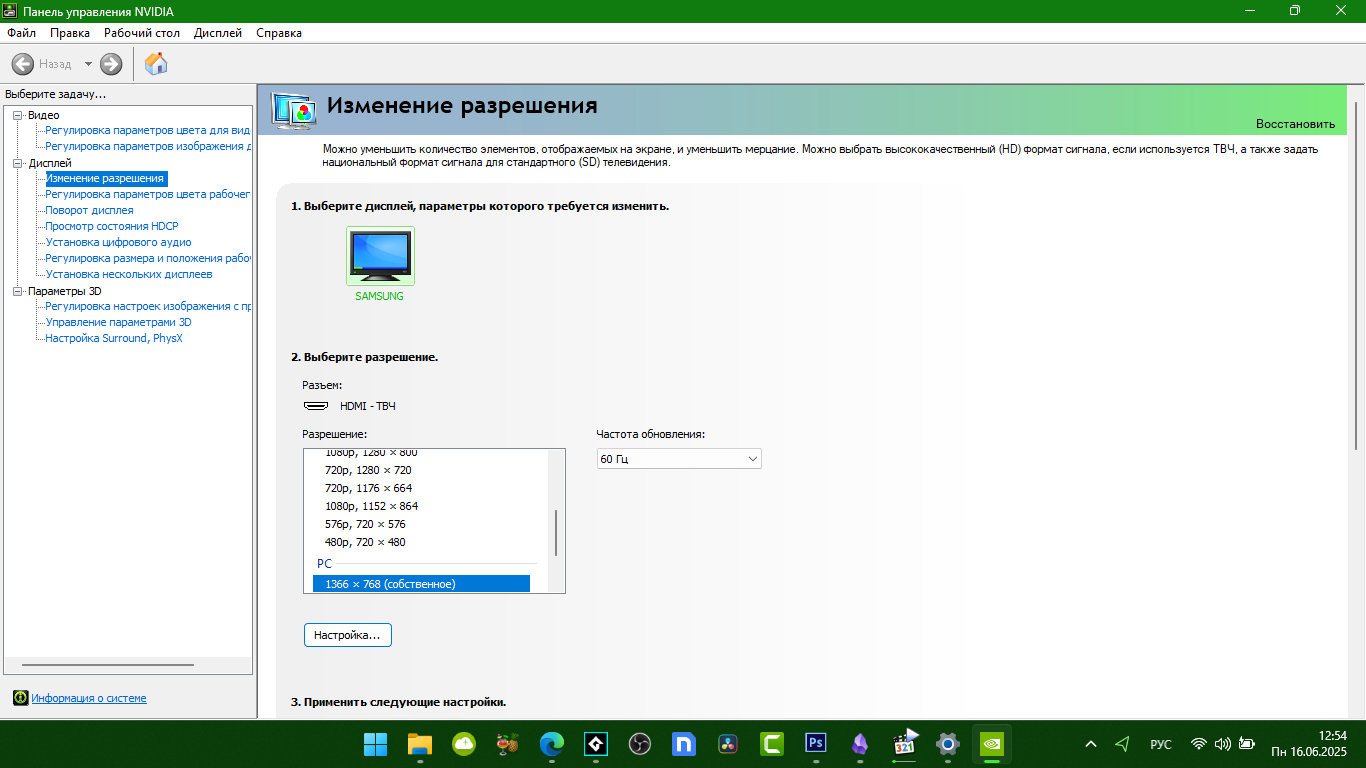 Панель управления NVIDIA
Файл Правка Рабочий стол Дисплей Справка
Назад
Выберите задачу...
Видео
Регулировка параметров цвета для вид
Регулировка параметров изображения д
Дисплей
Изменение разрешения
Регулировка параметров цвета рабочег
Поворот дисплея
Просмотр состояния HDCP
Установка цифрового аудио
Регулировка размера и положения рабо
Установка нескольких дисплеев
Параметры 3D
Регулировка настроек изображения с пр
Управление параметрами 3D
Настройка Surround, PhysX
Информация о системе
Изменение разрешения
Восстановить
Можно уменьшить количество элементов, отображаемых на экране, и уменьшить мерцание. Можно выбрать высококачественный (HD) формат сигнала, если используется ТВЧ, а также задать
национальный формат сигнала для стандартного (SD) телевидения.
1. Выберите дисплей, параметры которого требуется изменить.
SAMSUNG
2. Выберите разрешение.
Разъем:
HDMI - ТВЧ
Разрешение:
Частота обновления:
1080p, 1280 × 800
60 Гц
720p, 1280 × 720
720p, 1176 × 664
1080p, 1152 × 864
576p, 720 × 576
480p, 720 × 480
PC
1366 × 768 (собственное)
Настройка...
3. Применить следующие настройки.
Ps
321
РУС
12:54
Пн 16.06.2025